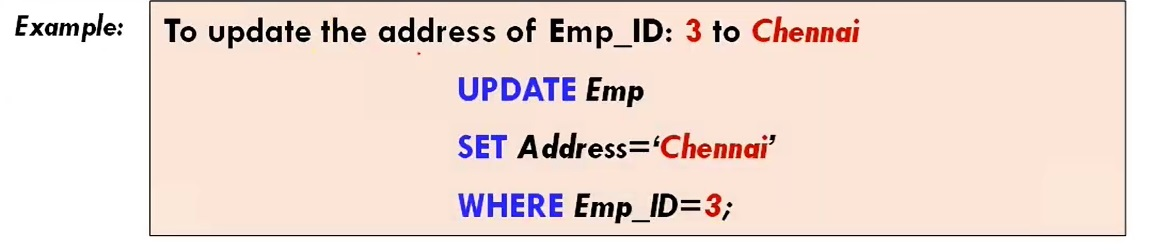 Example:
To update the address of Emp_ID: 3 to Chennai
UPDATE Emp
SET Address=‘Chennai’
WHERE Emp_ID=3;